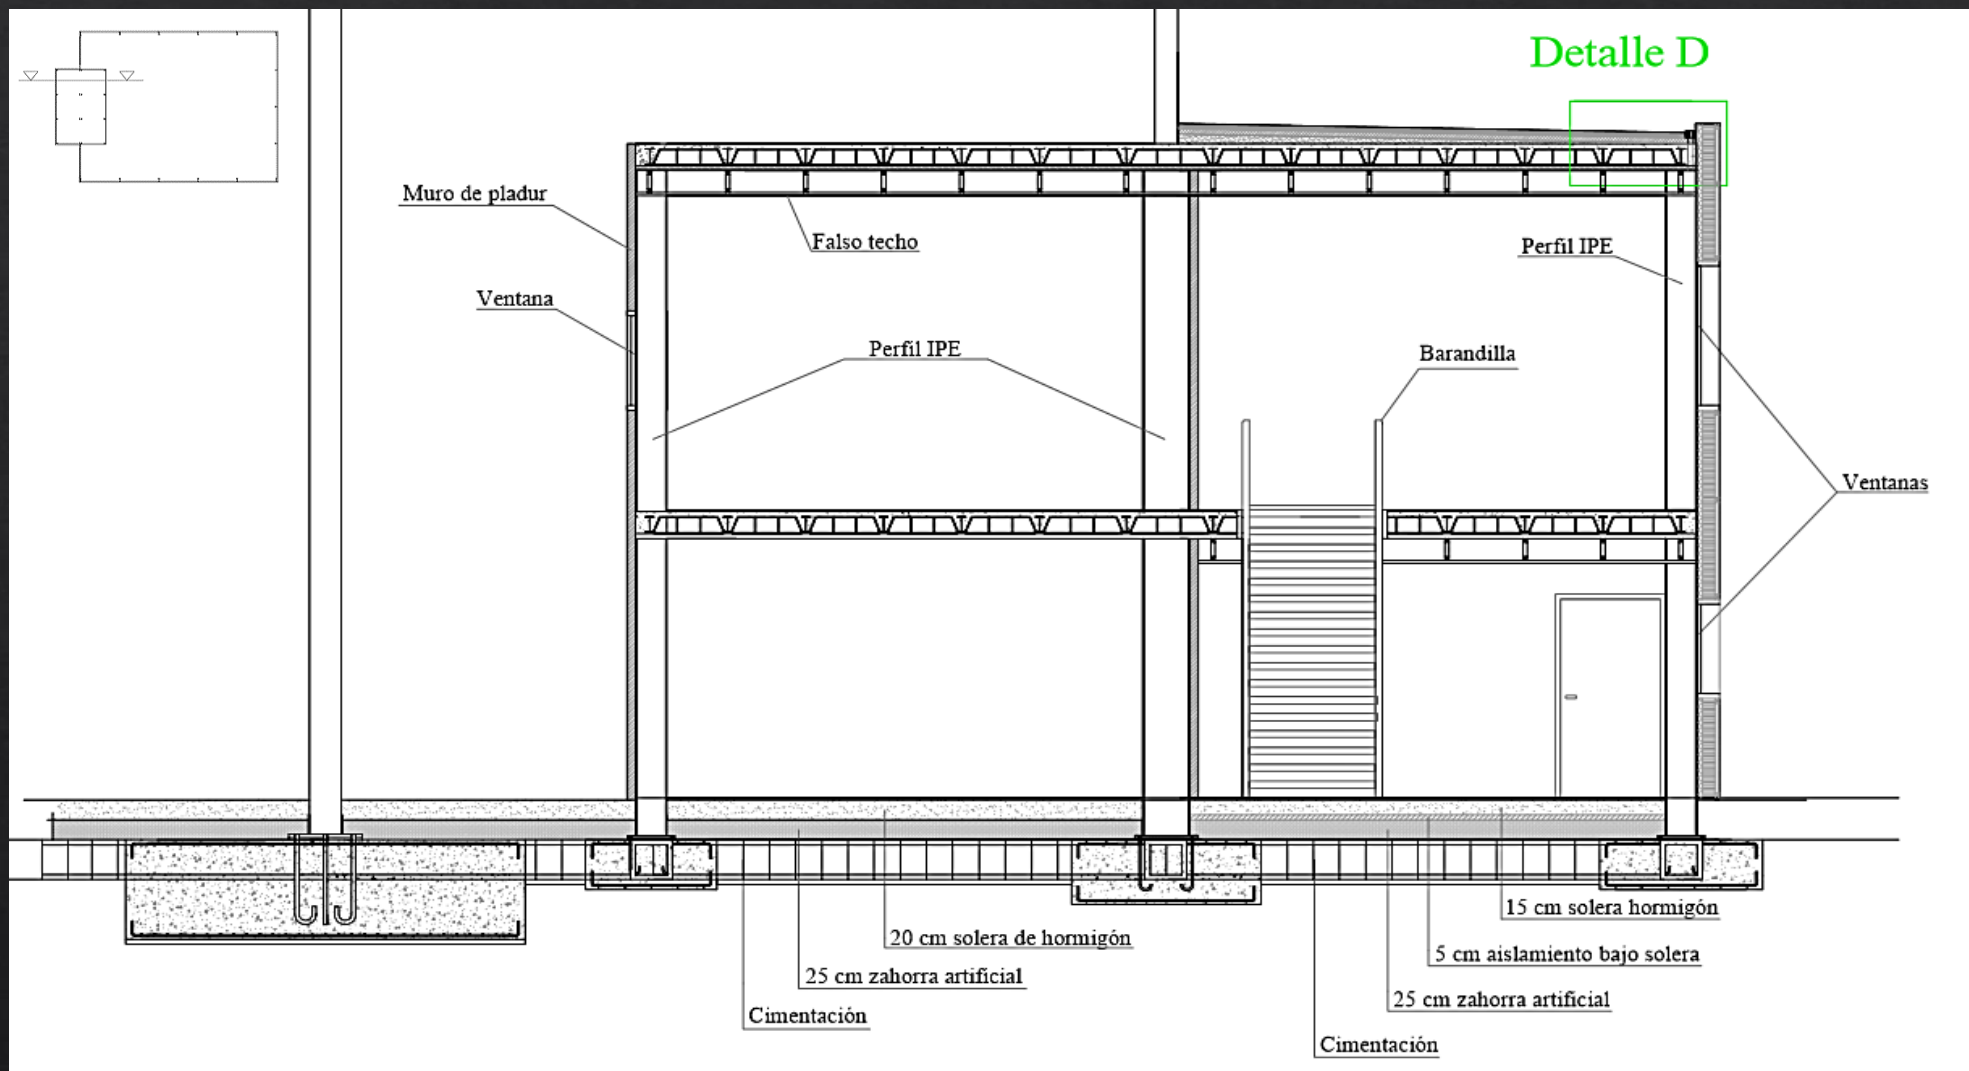 Detalle D
Muro de pladur
Falso techo
Perfil IPE
Ventana
Perfil IPE
Barandilla
Ventanas
15 cm solera hormigón
20 cm solera de hormigón
5 cm aislamiento bajo solera
25 cm zahorra artificial
25 cm zahorra artificial
Cimentación
Cimentación